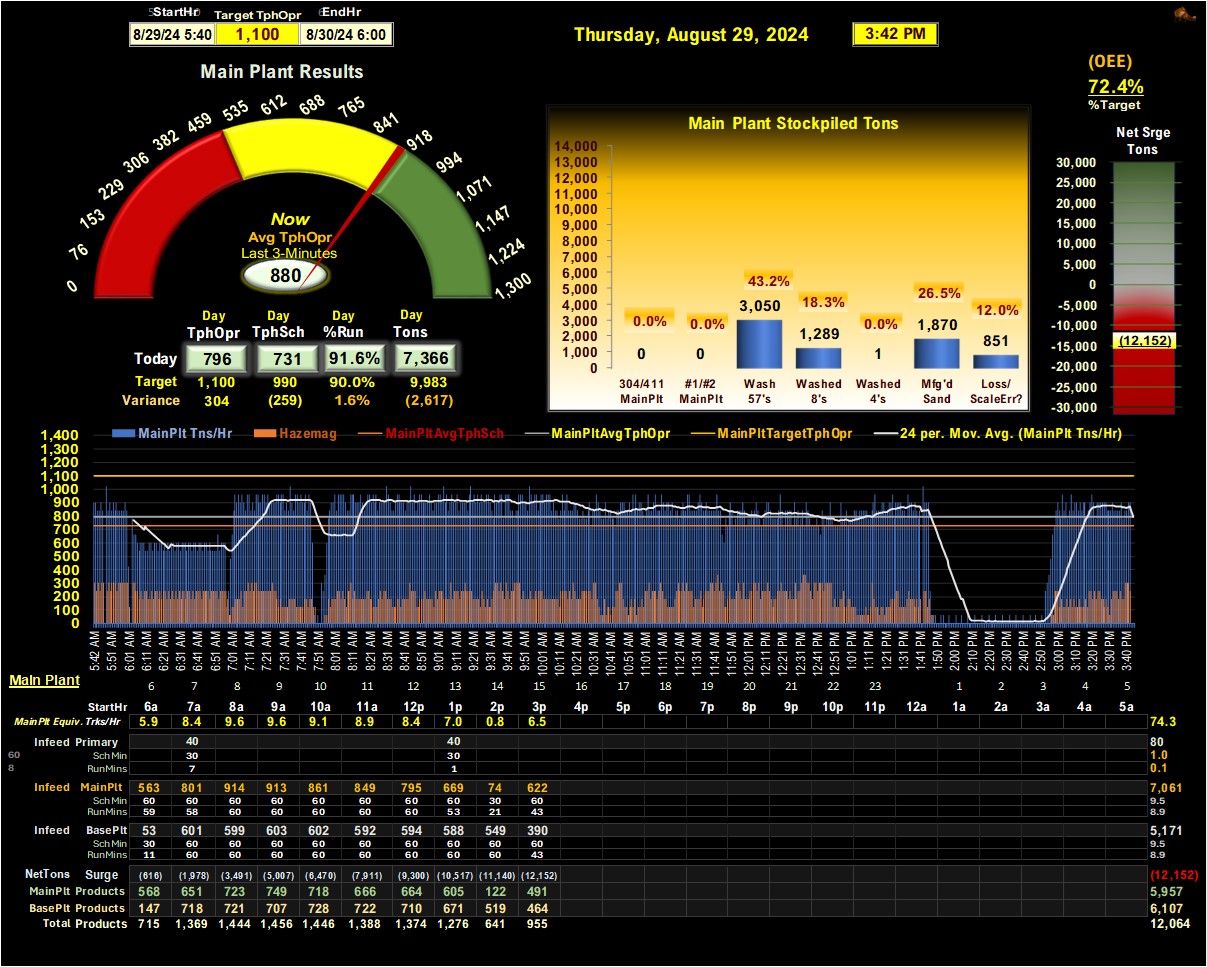 StartHr Target TphOpr EndHr
8/29/24 5:40 1,100 8/30/24 6:00
Thursday, August 29, 2024 3:42 PM
(OEE)
72.4%
%Target
Main Plant Results
0 76 153 229 306 382 459 535 612 688 765 841 918 994 1,071 1,147 1,224 1,300
Now
Avg TphOpr
Last 3-Minutes
880
Day Day Day Day
TphOpr TphSch %Run Tons
Today 796 731 91.6% 7,366
Target 1,100 990 90.0% 9,983
Variance 304 (259) 1.6% (2,617)
Main Plant Stockpiled Tons
14,000
13,000
12,000
11,000
10,000
9,000
8,000
7,000
6,000
5,000
4,000
3,000
2,000
1,000
0
0.0% 0.0% 43.2% 18.3% 0.0% 26.5% 12.0%
0 0 3,050 1,289 1 1,870 851
304/411 #1/#2 Wash Washed Washed Mfg'd Loss/
MainPlt MainPlt 57's 8's 4's Sand ScaleErr?
Net Srge
Tons
30,000
25,000
20,000
15,000
10,000
5,000
0
-5,000
-10,000
-15,000
-20,000
-25,000
-30,000
(12,152)
MainPlt Tns/Hr Hazemag MainPltAvgTphSch MainPltAvgTphOpr MainPltTargetTphOpr 24 per. Mov. Avg. (MainPlt Tns/Hr)
1,400
1,300
1,200
1,100
1,000
900
800
700
600
500
400
300
200
100
0
5:42 AM 5:51 AM 6:01 AM 6:11 AM 6:21 AM 6:31 AM 6:41 AM 6:51 AM 7:01 AM 7:11 AM 7:21 AM 7:31 AM 7:41 AM 7:51 AM 8:01 AM 8:11 AM 8:21 AM 8:31 AM 8:41 AM 8:51 AM 9:01 AM 9:11 AM 9:21 AM 9:31 AM 9:41 AM 9:51 AM 10:01 AM 10:11 AM 10:21 AM 10:31 AM 10:41 AM 10:51 AM 11:01 AM 11:11 AM 11:21 AM 11:31 AM 11:41 AM 11:51 AM 12:01 PM 12:11 PM 12:21 PM 12:31 PM 12:41 PM 12:51 PM 1:01 PM 1:11 PM 1:21 PM 1:31 PM 1:41 PM 1:50 PM 2:00 PM 2:10 PM 2:20 PM 2:30 PM 2:40 PM 2:50 PM 3:00 PM 3:10 PM 3:20 PM 3:30 PM 3:40 PM
Main Plant
6 7 8 9 10 11 12 13 14 15 16 17 18 19 20 21 22 23 1 2 3 4 5
StartHr 6a 7a 8a 9a 10a 11a 12p 1p 2p 3p 4p 5p 6p 7p 8p 9p 10p 11p 12a 1a 2a 3a 4a 5a
MainPlt Equiv. Trks/Hr 5.9 8.4 9.6 9.6 9.1 8.9 8.4 7.0 0.8 6.5 74.3
Infeed Primary 40 40 80
60 Sch Min 30 30 1.0
8 RunMins 7 1 0.1
Infeed MainPlt 563 801 914 913 861 849 795 669 74 622 7,061
Sch Min 60 60 60 60 60 60 60 60 30 60 9.5
RunMins 59 58 60 60 60 60 60 53 21 43 8.9
Infeed BasePlt 53 601 599 603 602 592 594 588 549 390 5,171
Sch Min 30 60 60 60 60 60 60 60 60 60 9.5
RunMins 11 60 60 60 60 60 60 60 60 43 8.9
NetTons Surge (616) (1,978) (3,491) (5,007) (6,470) (7,911) (9,300) (10,517) (11,140) (12,152) (12,152)
MainPlt Products 568 651 723 749 718 666 664 605 122 491 5,957
BasePlt Products 147 718 721 707 728 722 710 671 519 464 6,107
Total Products 715 1,369 1,444 1,456 1,446 1,388 1,374 1,276 641 955 12,064